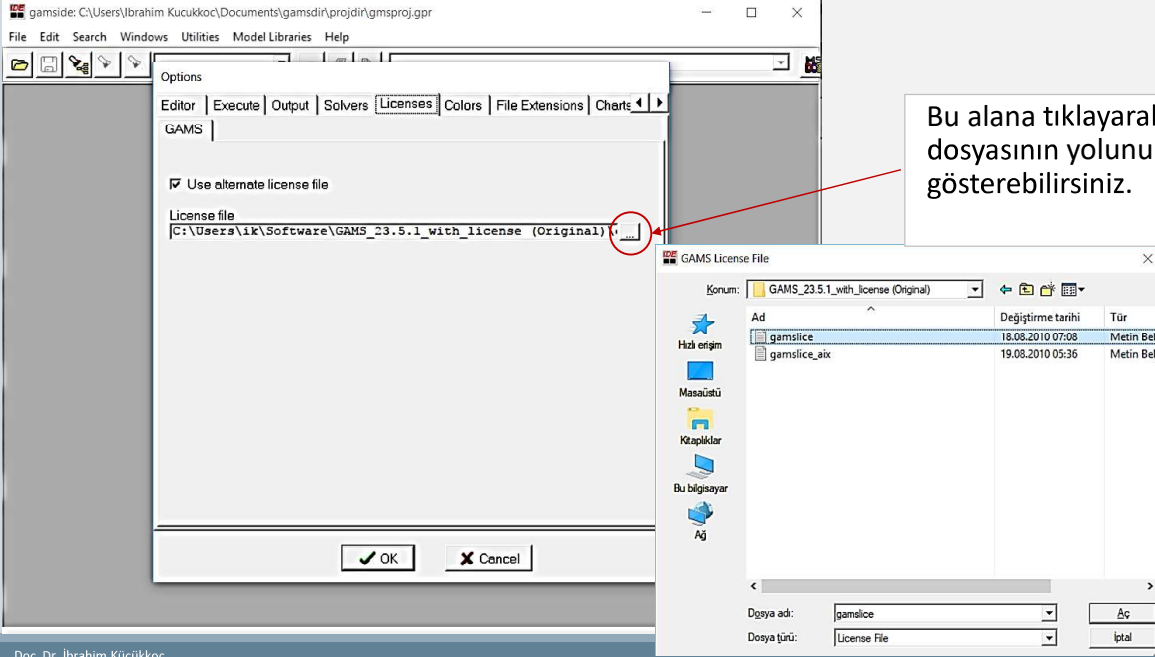 gamside: C:\Users\Ibrahim Kucukkoc\Documents\gamsdir\projdir\gmsproj.gpr
File Edit Search Windows Utilities Model Libraries Help
Options
Editor Execute Output Solvers Licenses Colors File Extensions Charts
GAMS
Use alternate license file
License file
C:\Users\ik\Software\GAMS_23.5.1_with_license (Original)\
...
OK
Cancel
Bu alana tıklayarak
dosyasının yolunu
gösterebilirsiniz.
GAMS License File
Konum: GAMS_23.5.1_with_license (Original)
Ad Değiştirme tarihi Tür
gamslice 18.08.2010 07:08 Metin Bel
gamslice_aix 19.08.2010 05:36 Metin Bel
Hızlı erişim
Masaüstü
Kitaplıklar
Bu bilgisayar
Ağ
Dosya adı: gamslice Aç
Dosya türü: License File İptal
Doç. Dr. İbrahim Küçükkoç